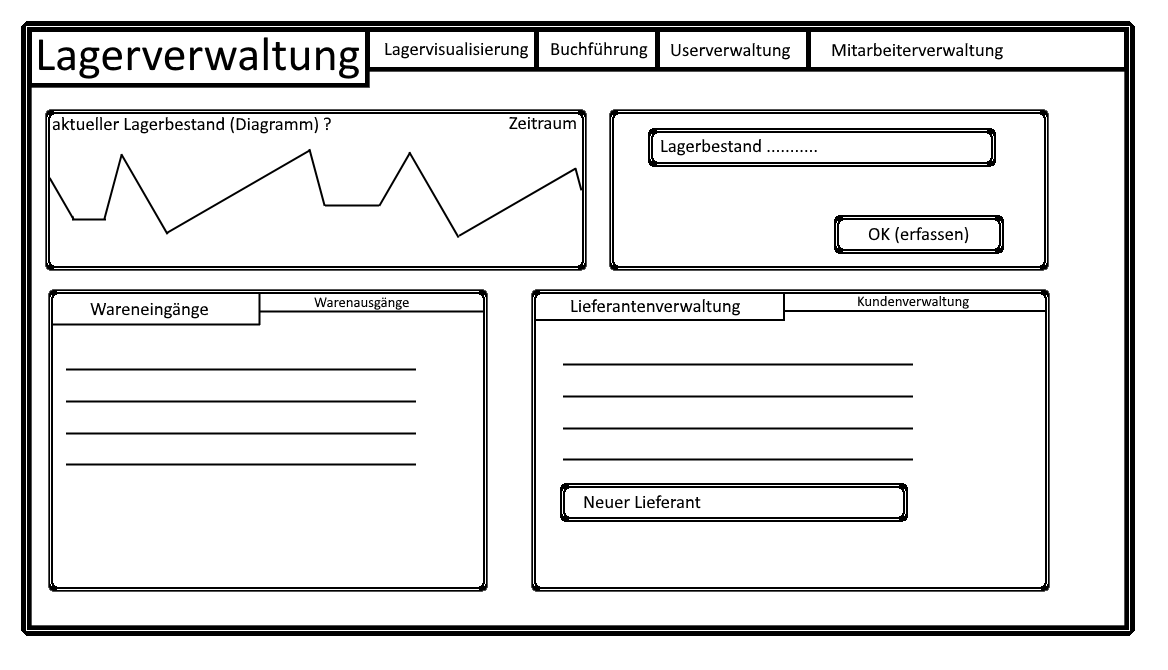 Lagerverwaltung
Lagervisualisierung
Buchführung
Userverwaltung
Mitarbeiterverwaltung
aktueller Lagerbestand (Diagramm) ?
Zeitraum
Lagerbestand ...........
OK (erfassen)
Wareneingänge
Warenausgänge
Lieferantenverwaltung
Kundenverwaltung
Neuer Lieferant